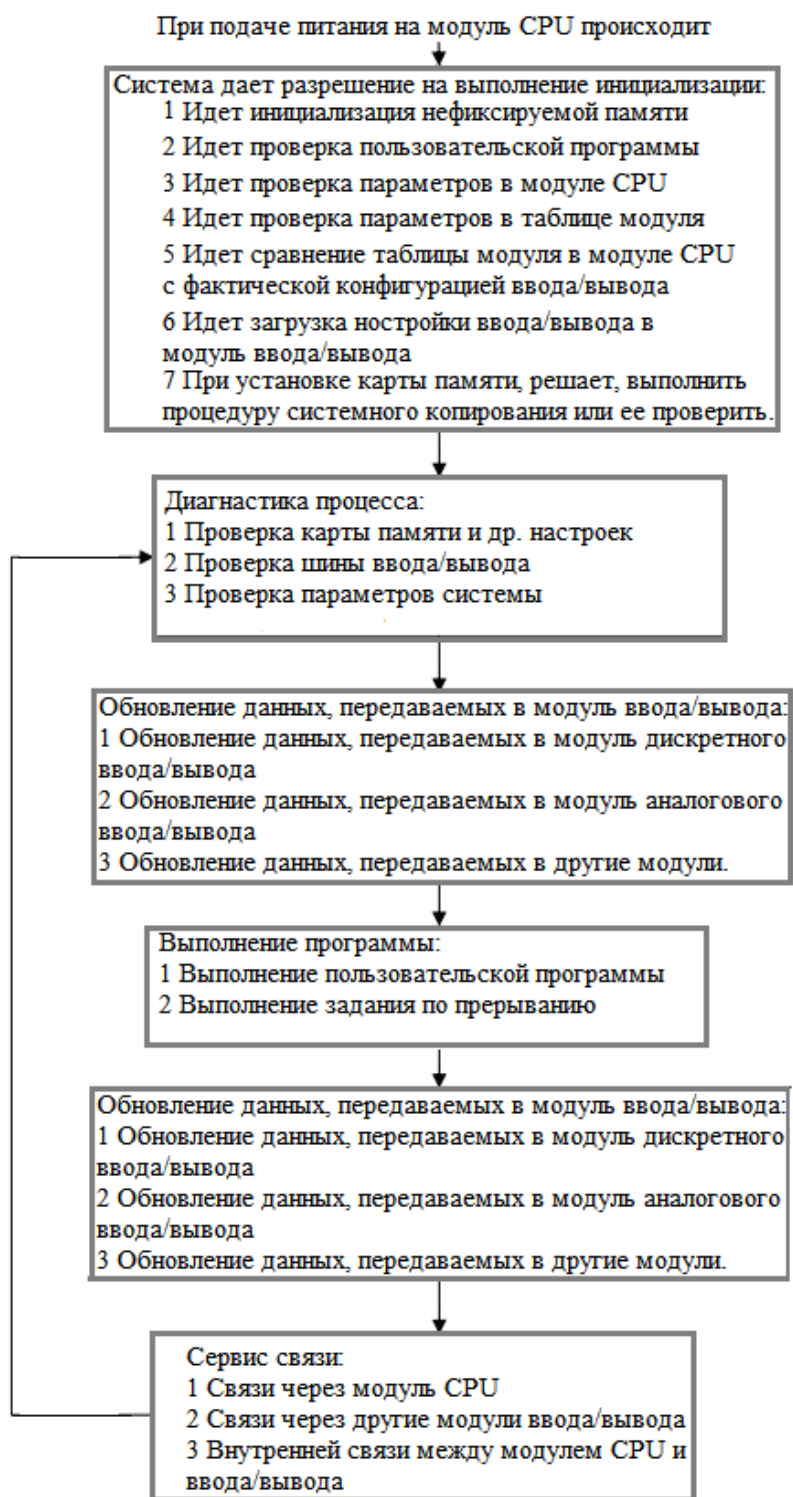 При подаче питания на модуль CPU происходит
Система дает разрешение на выполнение инициализации:
1 Идет инициализация нефиксируемой памяти
2 Идет проверка пользовательской программы
3 Идет проверка параметров в модуле CPU
4 Идет проверка параметров в таблице модуля
5 Идет сравнение таблицы модуля в модуле CPU
с фактической конфигурацией ввода/вывода
6 Идет загрузка ностройки ввода/вывода в
модуль ввода/вывода
7 При установке карты памяти, решает, выполнить
процедуру системного копирования или ее проверить.
Диагностика процесса:
1 Проверка карты памяти и др. настроек
2 Проверка шины ввода/вывода
3 Проверка параметров системы
Обновление данных, передаваемых в модуль ввода/вывода:
1 Обновление данных, передаваемых в модуль дискретного
ввода/вывода
2 Обновление данных, передаваемых в модуль аналогового
ввода/вывода
3 Обновление данных, передаваемых в другие модули.
Выполнение программы:
1 Выполнение пользовательской программы
2 Выполнение задания по прерыванию
Обновление данных, передаваемых в модуль ввода/вывода:
1 Обновление данных, передаваемых в модуль дискретного
ввода/вывода
2 Обновление данных, передаваемых в модуль аналогового
ввода/вывода
3 Обновление данных, передаваемых в другие модули.
Сервис связи:
1 Связи через модуль CPU
2 Связи через другие модули ввода/вывода
3 Внутренней связи между модулем CPU и
ввода/вывода